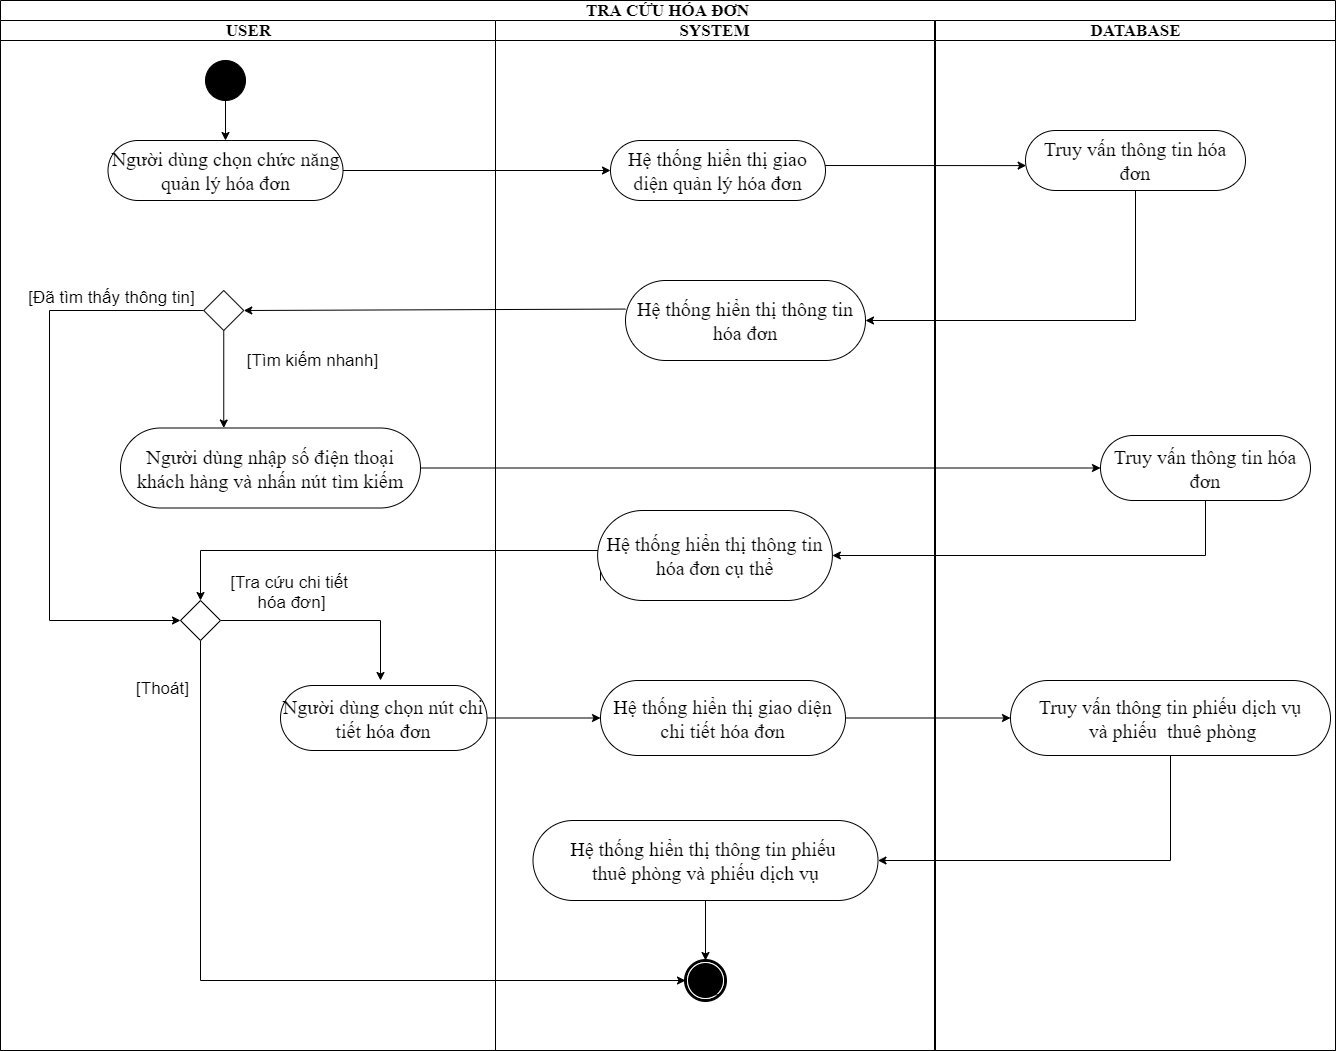 TRA CỨU HÓA ĐƠN
USER
SYSTEM
DATABASE
Người dùng chọn chức năng
quản lý hóa đơn
Hệ thống hiển thị giao
diện quản lý hóa đơn
Truy vấn thông tin hóa
đơn
[Đã tìm thấy thông tin]
Hệ thống hiển thị thông tin
hóa đơn
[Tìm kiếm nhanh]
Người dùng nhập số điện thoại
khách hàng và nhấn nút tìm kiếm
Truy vấn thông tin hóa
đơn
Hệ thống hiển thị thông tin
hóa đơn cụ thể
[Tra cứu chi tiết
hóa đơn]
[Thoát]
Người dùng chọn nút chi
tiết hóa đơn
Hệ thống hiển thị giao diện
chi tiết hóa đơn
Truy vấn thông tin phiếu dịch vụ
và phiếu thuê phòng
Hệ thống hiển thị thông tin phiếu
thuê phòng và phiếu dịch vụ